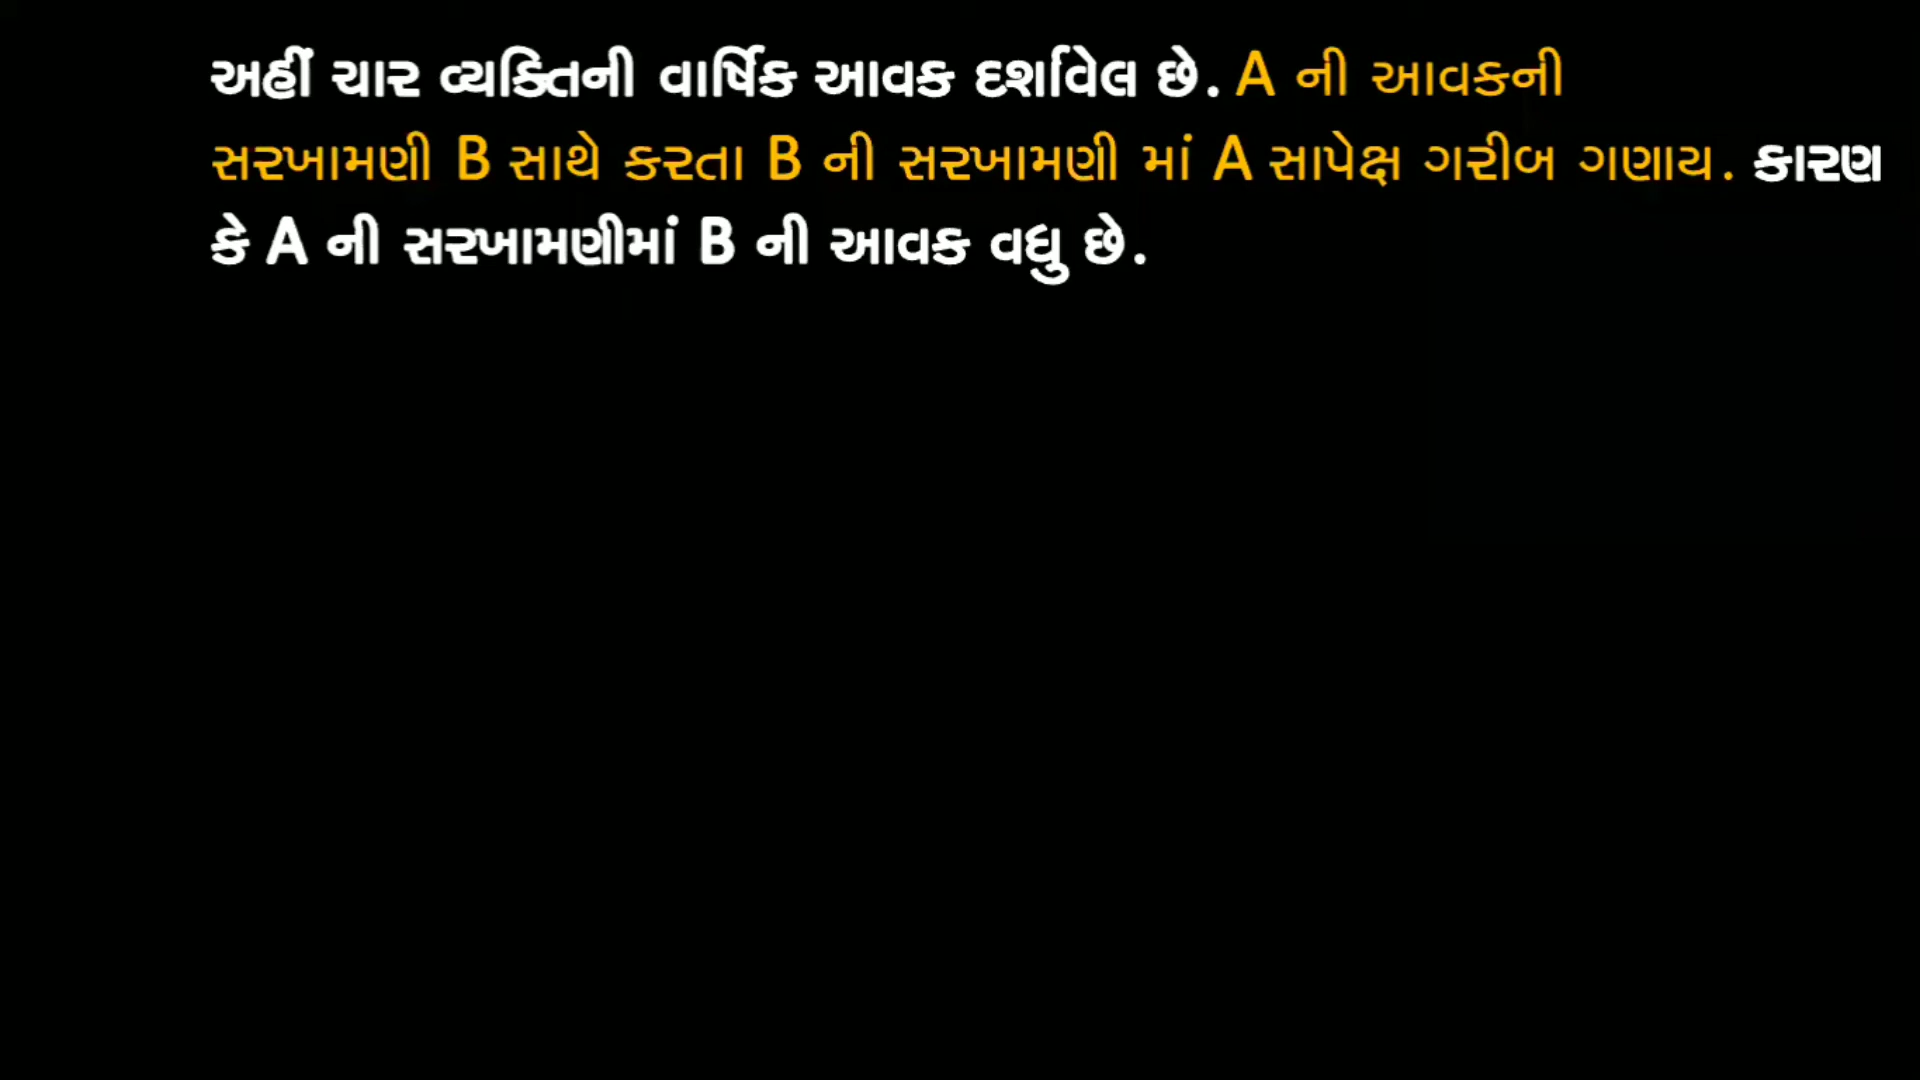 અહીં ચાર વ્યક્તિની વાર્ષિક આવક દર્શાવેલ છે. A ની આવકની
સરખામણી B સાથે કરતા B ની સરખામણી માં A સાપેક્ષ ગરીબ ગણાય. કારણ
કે A ની સરખામણીમાં B ની આવક વધુ છે.